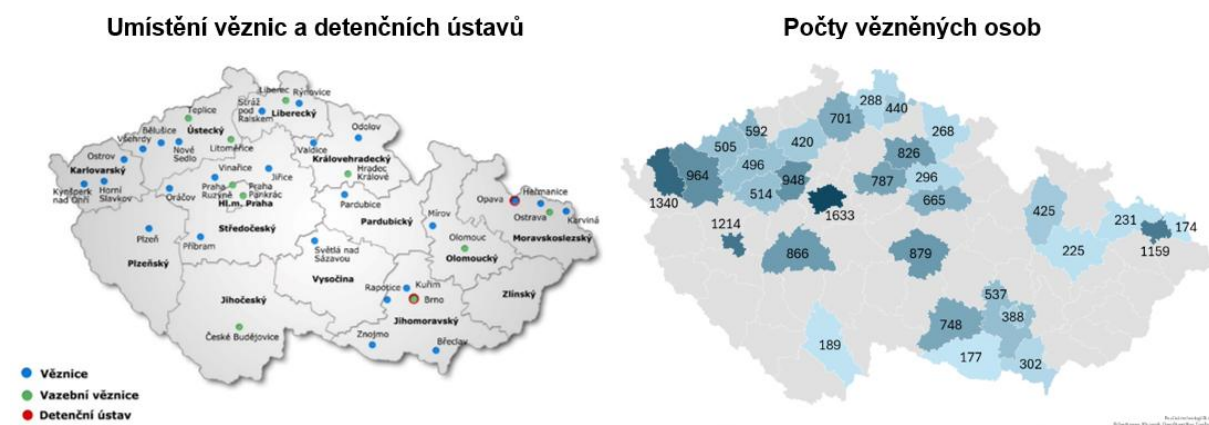 Umístění věznic a detenčních ústavů
Liberec
Rýnovice
Stráž
pod
Ralskem
Liberecký
Teplice
Ústecký
Bělušice
Všehrdy
Nové
Sedlo
Litoměřice
Odolov
Valdice
Královehradecký
Hradec
Králové
Ostrov
Karlovarský
Kynšperk
nad Ohří
Horní
Slavkov
Vinařice
Jiřice
Praha
Ruzyně
Praha
Pankrác
Hl.m. Praha
Oráčov
Středočeský
Příbram
Pardubice
Pardubický
Plzeň
Plzeňský
Mírov
Opava
Heřmanice
Ostrava
Karviná
Moravskoslezský
Olomouc
Olomoucký
Světlá nad
Sázavou
Vysočina
Rapotice
Kuřim
Brno
Jihomoravský
Zlínský
Jihočeský
České Budějovice
Znojmo
Břeclav
Věznice
Vazební věznice
Detenční ústav
Počty vězněných osob
288
440
701
268
592
420
505
826
496
964
948
787
296
514
665
1340
1633
425
231
174
1214
225
1159
866
879
537
388
748
189
177
302